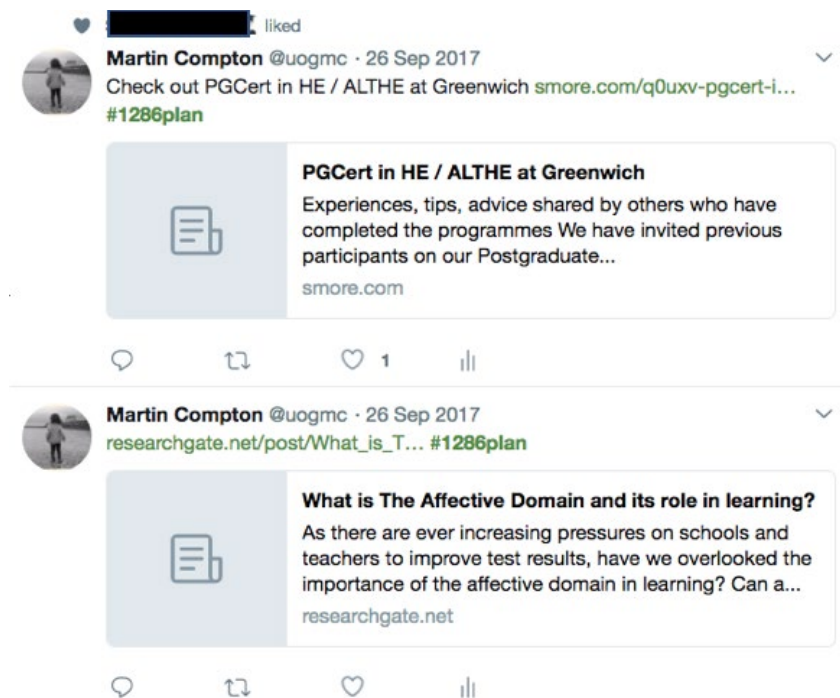 liked
Martin Compton @uogmc · 26 Sep 2017
Check out PGCert in HE / ALTHE at Greenwich smore.com/q0uxv-pgcert-i...
#1286plan
PGCert in HE / ALTHE at Greenwich
Experiences, tips, advice shared by others who have
completed the programmes We have invited previous
participants on our Postgraduate...
smore.com
1
Martin Compton @uogmc · 26 Sep 2017
researchgate.net/post/What_is_T... #1286plan
What is The Affective Domain and its role in learning?
As there are ever increasing pressures on schools and
teachers to improve test results, have we overlooked the
importance of the affective domain in learning? Can a...
researchgate.net